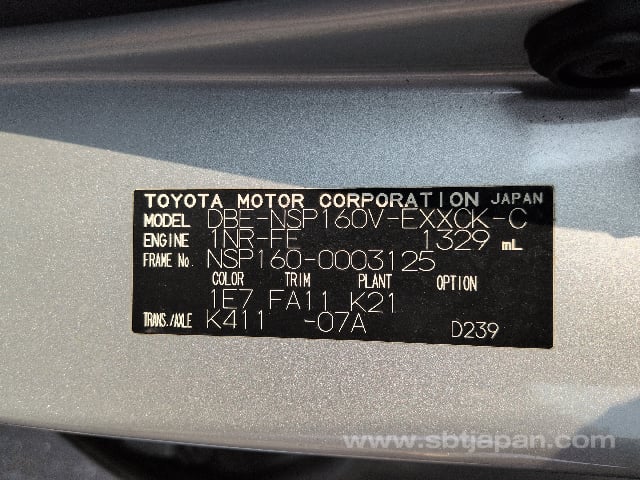 TOYOTA MOTOR CORPORATION JAPAN
MODEL DBE-NSP160V-EXXCK-C
ENGINE 1NR-FE 1329 mL
FRAME No. NSP160-0003125
COLOR TRIM PLANT OPTION
1E7 FA11 K21
TRANS./AXLE K411 -07A D239
www.sbtjapan.com